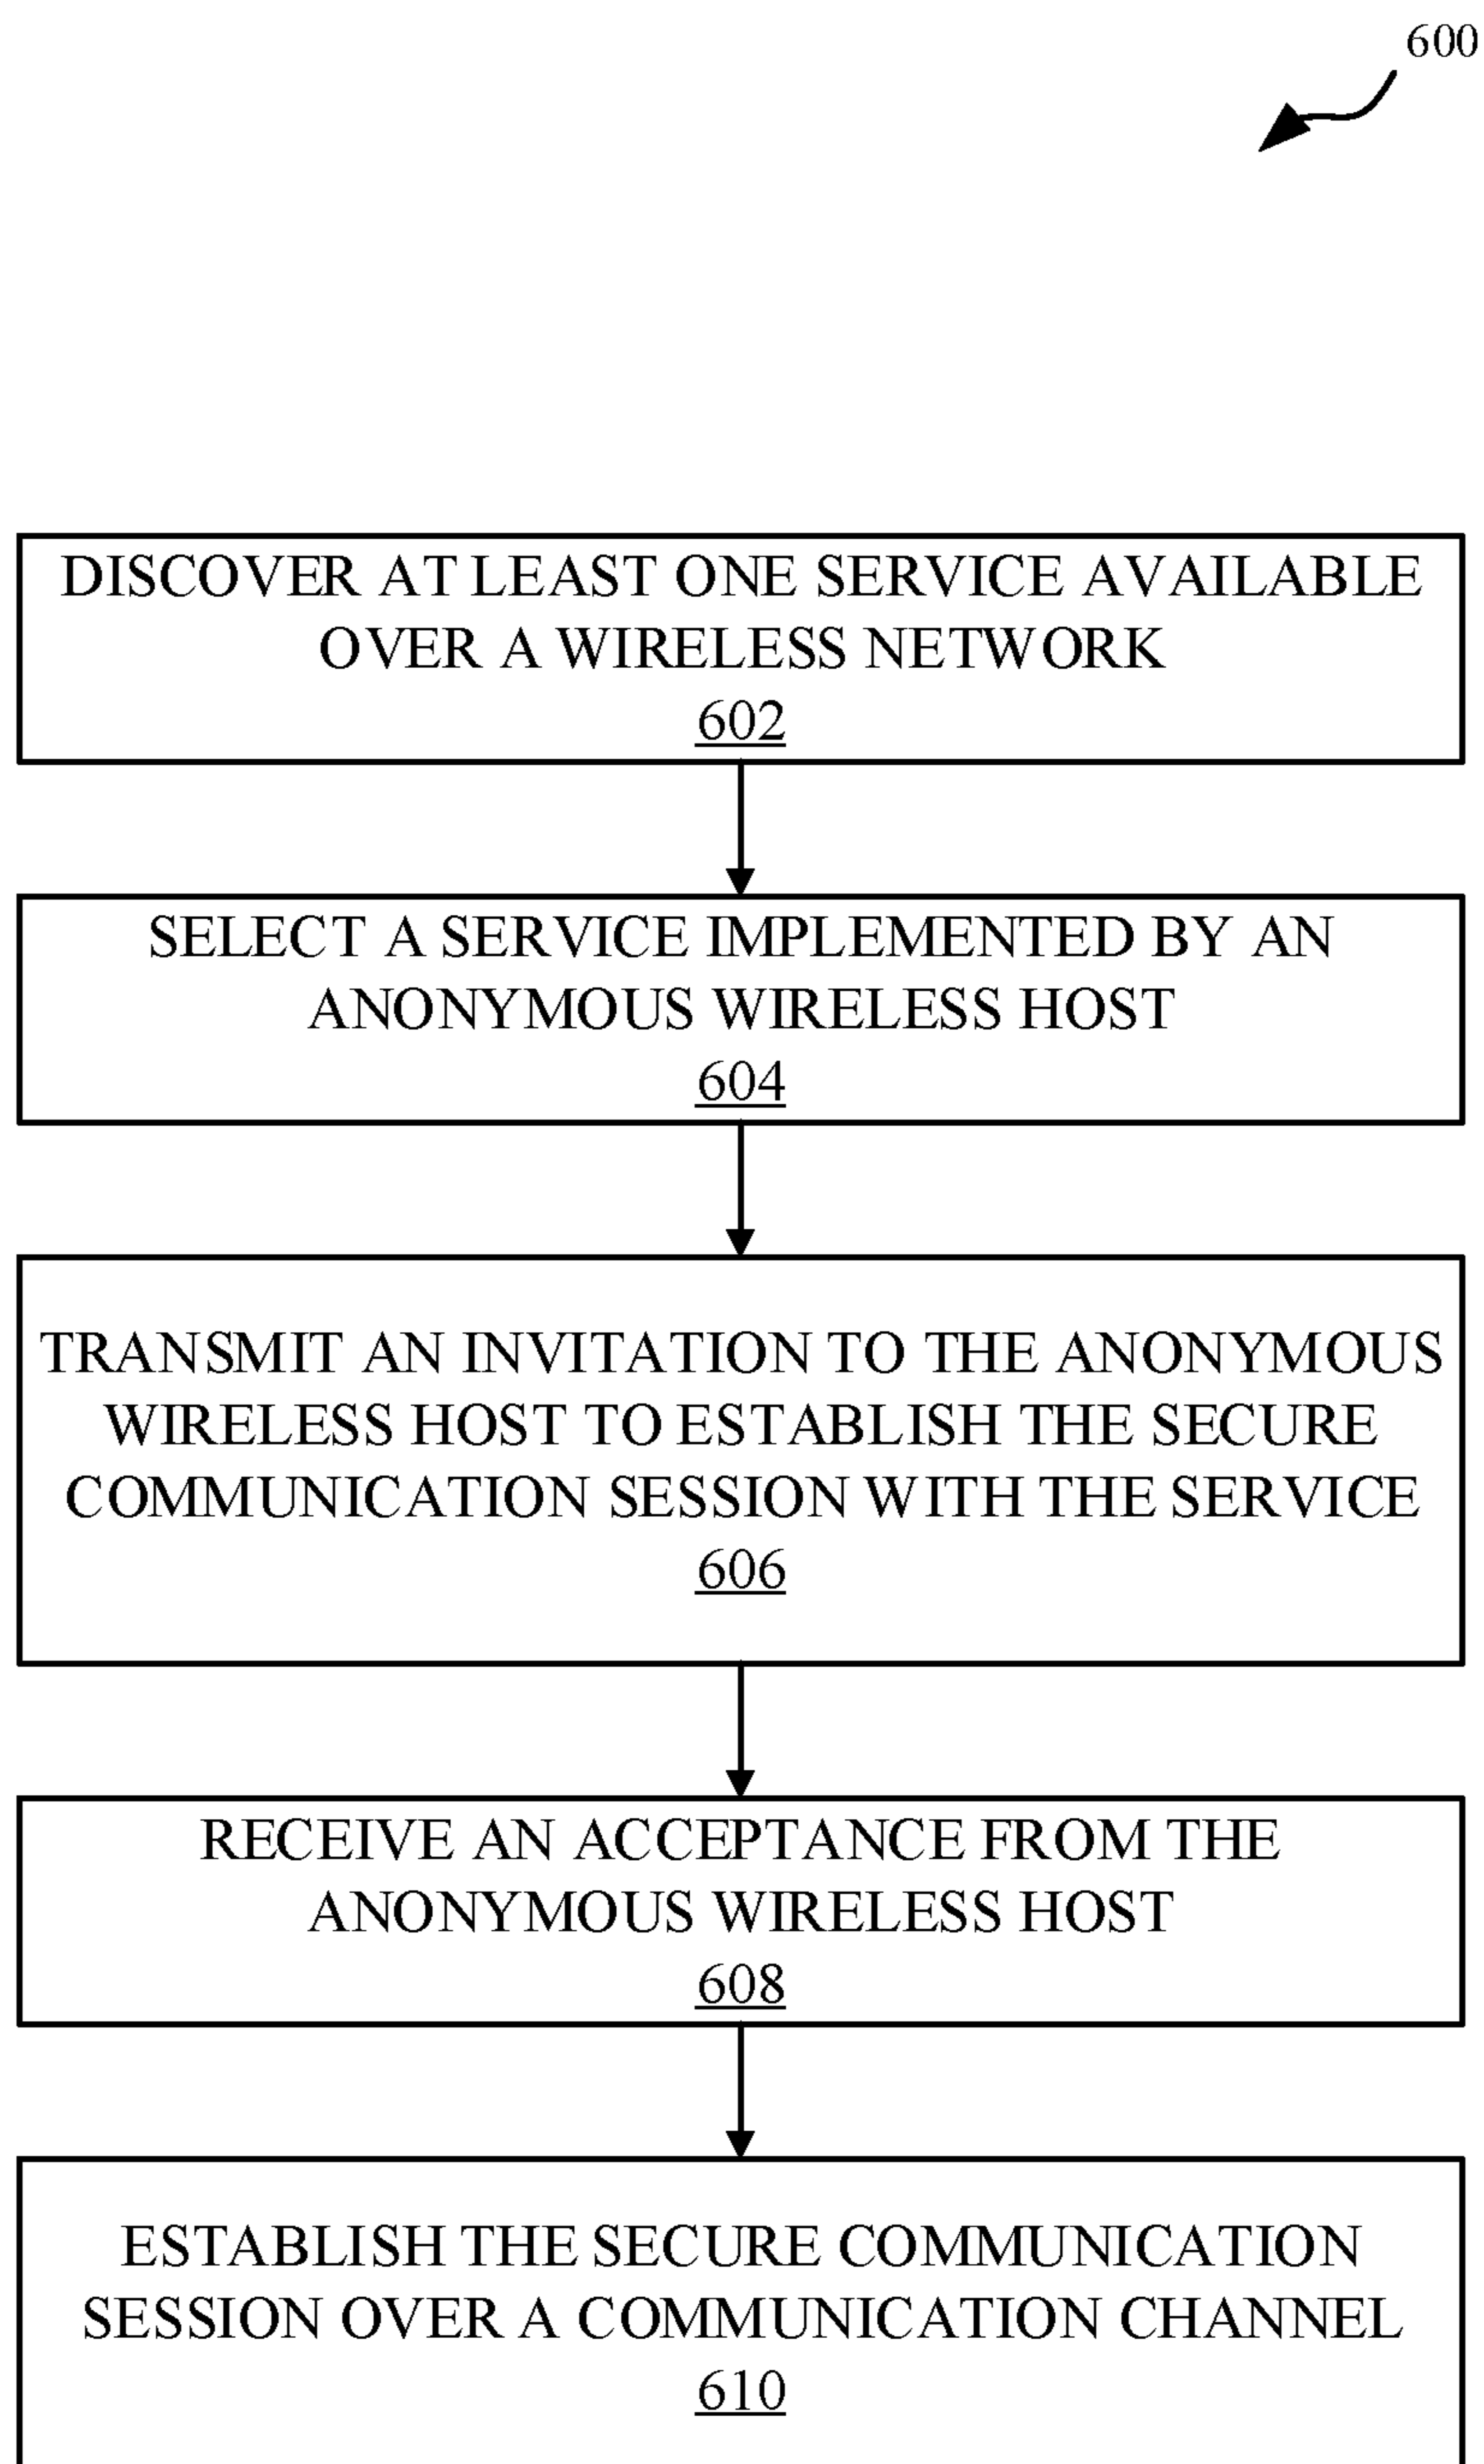 600
DISCOVER AT LEAST ONE SERVICE AVAILABLE
OVER A WIRELESS NETWORK
602
SELECT A SERVICE IMPLEMENTED BY AN
ANONYMOUS WIRELESS HOST
604
TRANSMIT AN INVITATION TO THE ANONYMOUS
WIRELESS HOST TO ESTABLISH THE SECURE
COMMUNICATION SESSION WITH THE SERVICE
606
RECEIVE AN ACCEPTANCE FROM THE
ANONYMOUS WIRELESS HOST
608
ESTABLISH THE SECURE COMMUNICATION
SESSION OVER A COMMUNICATION CHANNEL
610